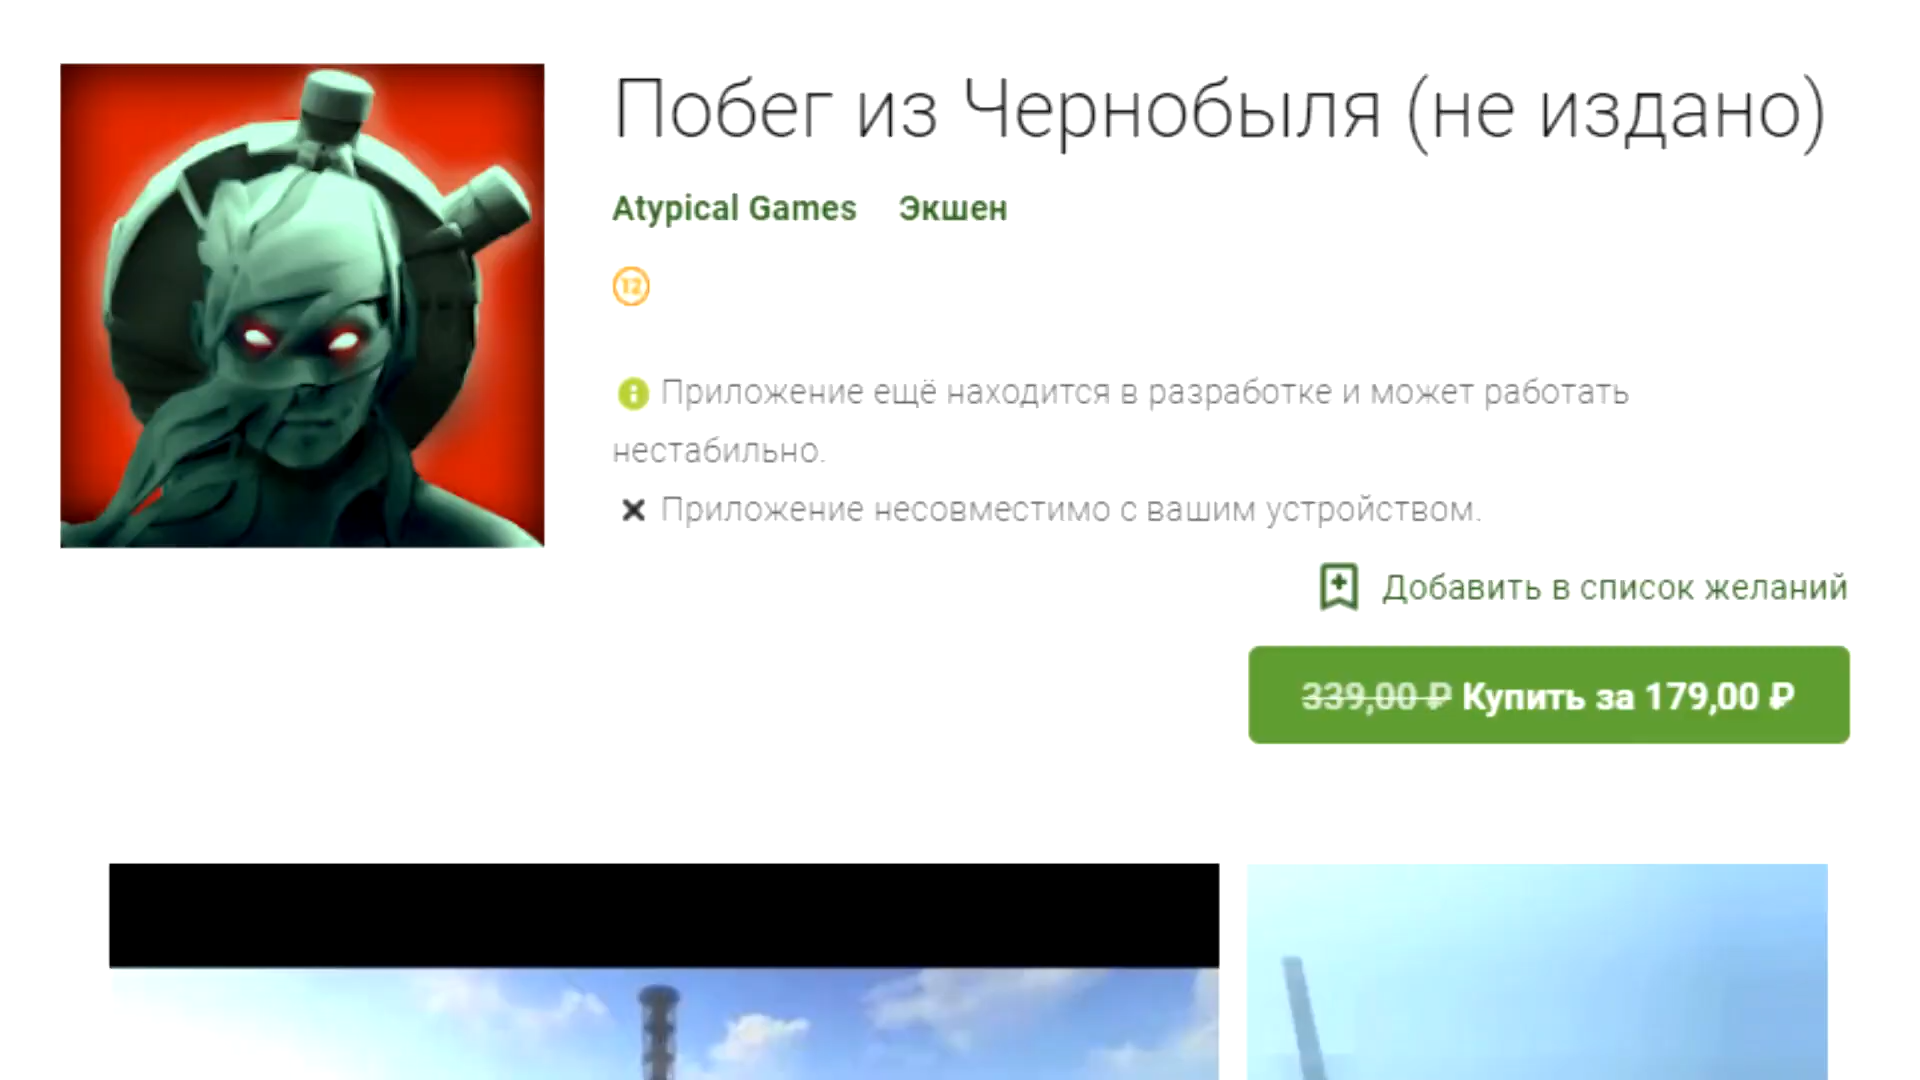 Побег из Чернобыля (не издано)
Atypical Games Экшен
12
Приложение ещё находится в разработке и может работать
нестабильно.
Приложение несовместимо с вашим устройством.
Добавить в список желаний
339,00 ₽ Купить за 179,00 ₽